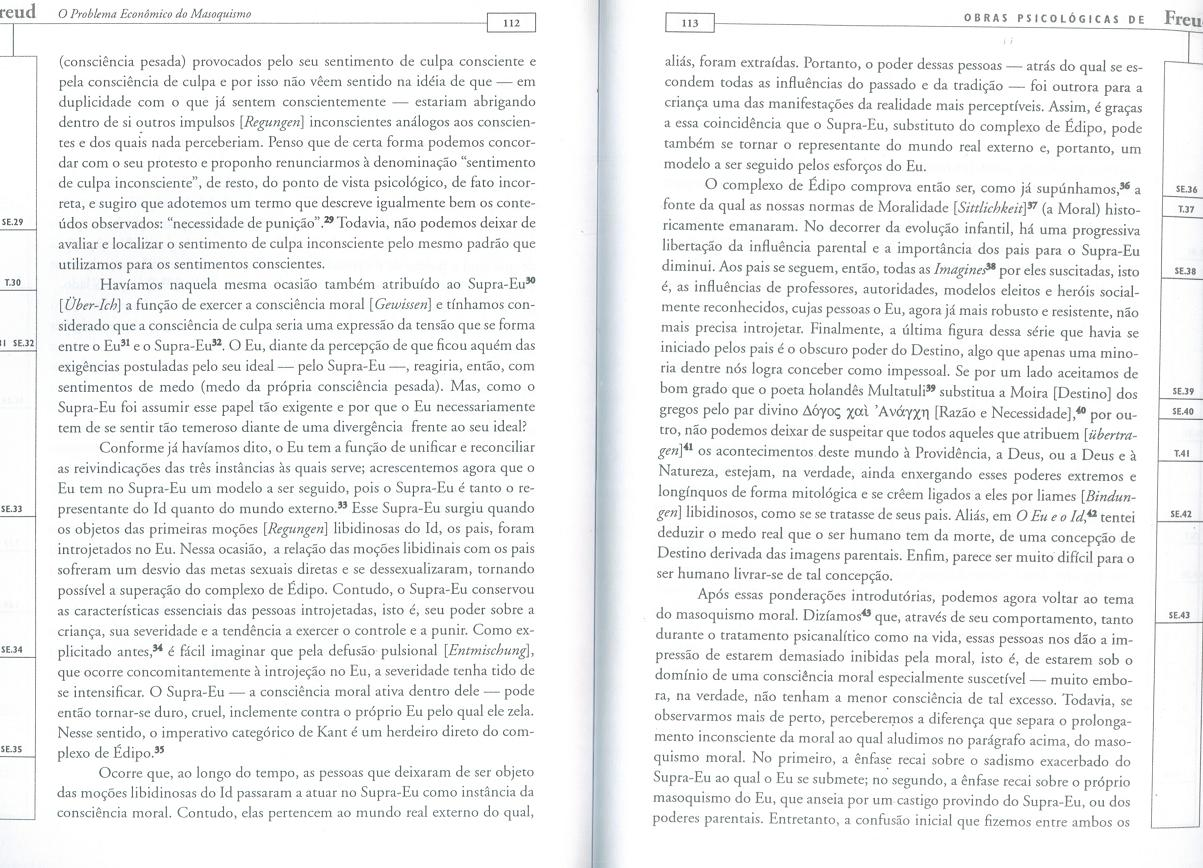 reud O Problema Econômico do Masoquismo
112
(consciência pesada) provocados pelo seu sentimento de culpa consciente e
pela consciência de culpa e por isso não vêem sentido na idéia de que — em
duplicidade com o que já sentem conscientemente — estariam abrigando
dentro de si outros impulsos [Regungen] inconscientes análogos aos conscien-
tes e dos quais nada perceberiam. Penso que de certa forma podemos concor-
dar com o seu protesto e proponho renunciarmos à denominação “sentimento
de culpa inconsciente”, de resto, do ponto de vista psicológico, de fato incor-
reta, e sugiro que adotemos um termo que descreve igualmente bem os conte-
údos observados: “necessidade de punição”.29 Todavia, não podemos deixar de
avaliar e localizar o sentimento de culpa inconsciente pelo mesmo padrão que
utilizamos para os sentimentos conscientes.
Havíamos naquela mesma ocasião também atribuído ao Supra-Eu30
[Über-Ich] a função de exercer a consciência moral [Gewissen] e tínhamos con-
siderado que a consciência de culpa seria uma expressão da tensão que se forma
entre o Eu31 e o Supra-Eu32. O Eu, diante da percepção de que ficou aquém das
exigências postuladas pelo seu ideal — pelo Supra-Eu —, reagiria, então, com
sentimentos de medo (medo da própria consciência pesada). Mas, como o
Supra-Eu foi assumir esse papel tão exigente e por que o Eu necessariamente
tem de se sentir tão temeroso diante de uma divergência frente ao seu ideal?
Conforme já havíamos dito, o Eu tem a função de unificar e reconciliar
as reivindicações das três instâncias às quais serve; acrescentemos agora que o
Eu tem no Supra-Eu um modelo a ser seguido, pois o Supra-Eu é tanto o re-
presentante do Id quanto do mundo externo.33 Esse Supra-Eu surgiu quando
os objetos das primeiras moções [Regungen] libidinosas do Id, os pais, foram
introjetados no Eu. Nessa ocasião, a relação das moções libidinais com os pais
sofreram um desvio das metas sexuais diretas e se dessexualizaram, tornando
possível a superação do complexo de Édipo. Contudo, o Supra-Eu conservou
as características essenciais das pessoas introjetadas, isto é, seu poder sobre a
criança, sua severidade e a tendência a exercer o controle e a punir. Como ex-
plicitado antes,34 é fácil imaginar que pela defusão pulsional [Entmischung],
que ocorre concomitantemente à introjeção no Eu, a severidade tenha tido de
se intensificar. O Supra-Eu — a consciência moral ativa dentro dele — pode
então tornar-se duro, cruel, inclemente contra o próprio Eu pelo qual ele zela.
Nesse sentido, o imperativo categórico de Kant é um herdeiro direto do com-
plexo de Édipo.35
Ocorre que, ao longo do tempo, as pessoas que deixaram de ser objeto
das moções libidinosas do Id passaram a atuar no Supra-Eu como instância da
consciência moral. Contudo, elas pertencem ao mundo real externo do qual,
SE.29
T.30
31 SE.32
SE.33
SE.34
SE.35
113
OBRAS PSICOLÓGICAS DE Freu
aliás, foram extraídas. Portanto, o poder dessas pessoas — atrás do qual se es-
condem todas as influências do passado e da tradição — foi outrora para a
criança uma das manifestações da realidade mais perceptíveis. Assim, é graças
a essa coincidência que o Supra-Eu, substituto do complexo de Édipo, pode
também se tornar o representante do mundo real externo e, portanto, um
modelo a ser seguido pelos esforços do Eu.
O complexo de Édipo comprova então ser, como já supúnhamos,36 a
fonte da qual as nossas normas de Moralidade [Sittlichkeit]37 (a Moral) histo-
ricamente emanaram. No decorrer da evolução infantil, há uma progressiva
libertação da influência parental e a importância dos pais para o Supra-Eu
diminui. Aos pais se seguem, então, todas as Imagines38 por eles suscitadas, isto
é, as influências de professores, autoridades, modelos eleitos e heróis social-
mente reconhecidos, cujas pessoas o Eu, agora já mais robusto e resistente, não
mais precisa introjetar. Finalmente, a última figura dessa série que havia se
iniciado pelos pais é o obscuro poder do Destino, algo que apenas uma mino-
ria dentre nós logra conceber como impessoal. Se por um lado aceitamos de
bom grado que o poeta holandês Multatuli39 substitua a Moira [Destino] dos
gregos pelo par divino Δόγος χαὶ Ἀνάγχη [Razão e Necessidade],40 por ou-
tro, não podemos deixar de suspeitar que todos aqueles que atribuem [übertra-
gen]41 os acontecimentos deste mundo à Providência, a Deus, ou a Deus e à
Natureza, estejam, na verdade, ainda enxergando esses poderes extremos e
longínquos de forma mitológica e se crêem ligados a eles por liames [Bindun-
gen] libidinosos, como se se tratasse de seus pais. Aliás, em O Eu e o Id,42 tentei
deduzir o medo real que o ser humano tem da morte, de uma concepção de
Destino derivada das imagens parentais. Enfim, parece ser muito difícil para o
ser humano livrar-se de tal concepção.
Após essas ponderações introdutórias, podemos agora voltar ao tema
do masoquismo moral. Dizíamos43 que, através de seu comportamento, tanto
durante o tratamento psicanalítico como na vida, essas pessoas nos dão a im-
pressão de estarem demasiado inibidas pela moral, isto é, de estarem sob o
domínio de uma consciência moral especialmente suscetível — muito embo-
ra, na verdade, não tenham a menor consciência de tal excesso. Todavia, se
observarmos mais de perto, perceberemos a diferença que separa o prolonga-
mento inconsciente da moral ao qual aludimos no parágrafo acima, do maso-
quismo moral. No primeiro, a ênfase recai sobre o sadismo exacerbado do
Supra-Eu ao qual o Eu se submete; no segundo, a ênfase recai sobre o próprio
masoquismo do Eu, que anseia por um castigo provindo do Supra-Eu, ou dos
poderes parentais. Entretanto, a confusão inicial que fizemos entre ambos os
SE.36
T.37
SE.38
SE.39
SE.40
T.41
SE.42
SE.43